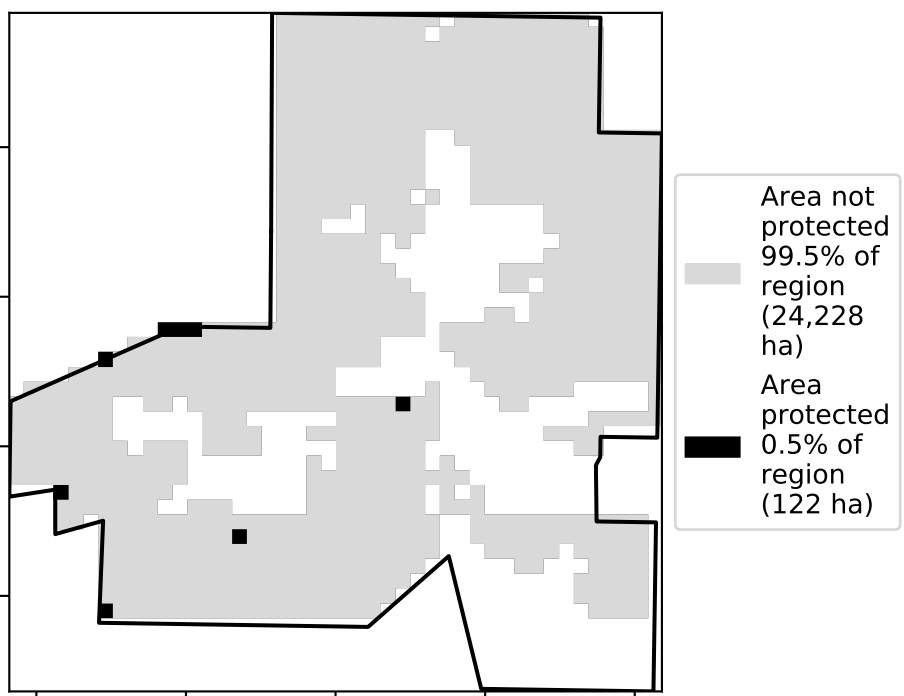 Area not
protected
99.5% of
region
(24,228
ha)
Area
protected
0.5% of
region
(122 ha)